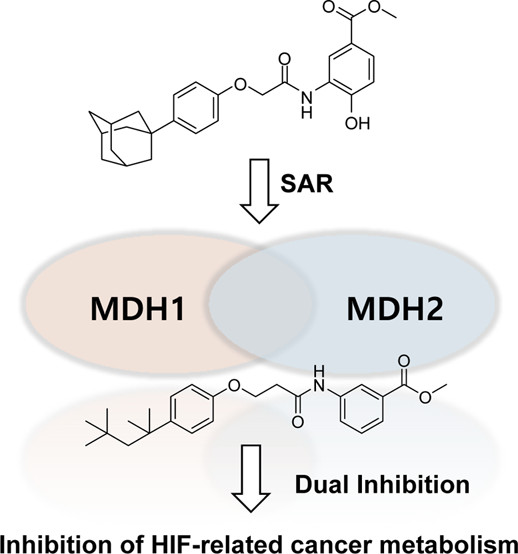 O
O
O
O
N
H
OH
SAR
MDH1
MDH2
O
H
N
O
O
O
Dual Inhibition
Inhibition of HIF-related cancer metabolism